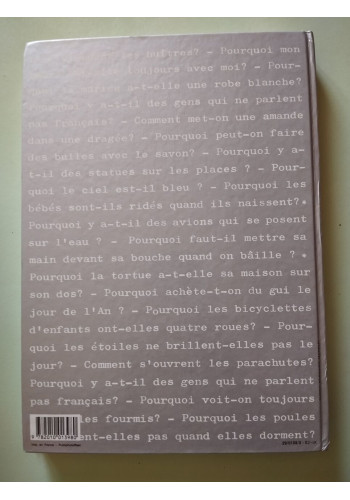 huîtres? - Pourquoi mon
toujours avec moi? - Pour-
a-t-elle une robe blanche?
y a-t-il des gens qui ne parlent
pas français? - Comment met-on une amande
dans une dragée? - Pourquoi peut-on faire
des bulles avec le savon? - Pourquoi y a-
t-il des statues sur les places ? - Pour-
quoi le ciel est-il bleu ? - Pourquoi les
bébés sont-ils ridés quand ils naissent?*
Pourquoi y a-t-il des avions qui se posent
sur l'eau ? - Pourquoi faut-il mettre sa
main devant sa bouche quand on bâille ? *
Pourquoi la tortue a-t-elle sa maison sur
son dos? - Pourquoi achète-t-on du gui le
jour de l'An ? - Pourquoi les bicyclettes
d'enfants ont-elles quatre roues? - Pour-
quoi les étoiles ne brillent-elles pas le
jour? - Comment s'ouvrent les parachutes?
Pourquoi y a-t-il des gens qui ne parlent
pas français? - Pourquoi voit-on toujours
les fourmis? - Pourquoi les poules
ent-elles pas quand elles dorment?